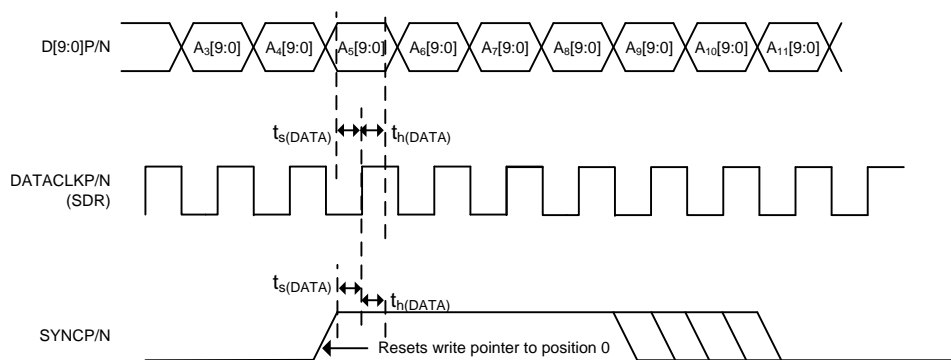 D[9:0]P/N
A3[9:0] A4[9:0] A5[9:0] A6[9:0] A7[9:0] A8[9:0] A9[9:0] A10[9:0] A11[9:0]
ts(DATA) th(DATA)
DATACLKP/N
(SDR)
ts(DATA) th(DATA)
SYNCP/N
Resets write pointer to position 0